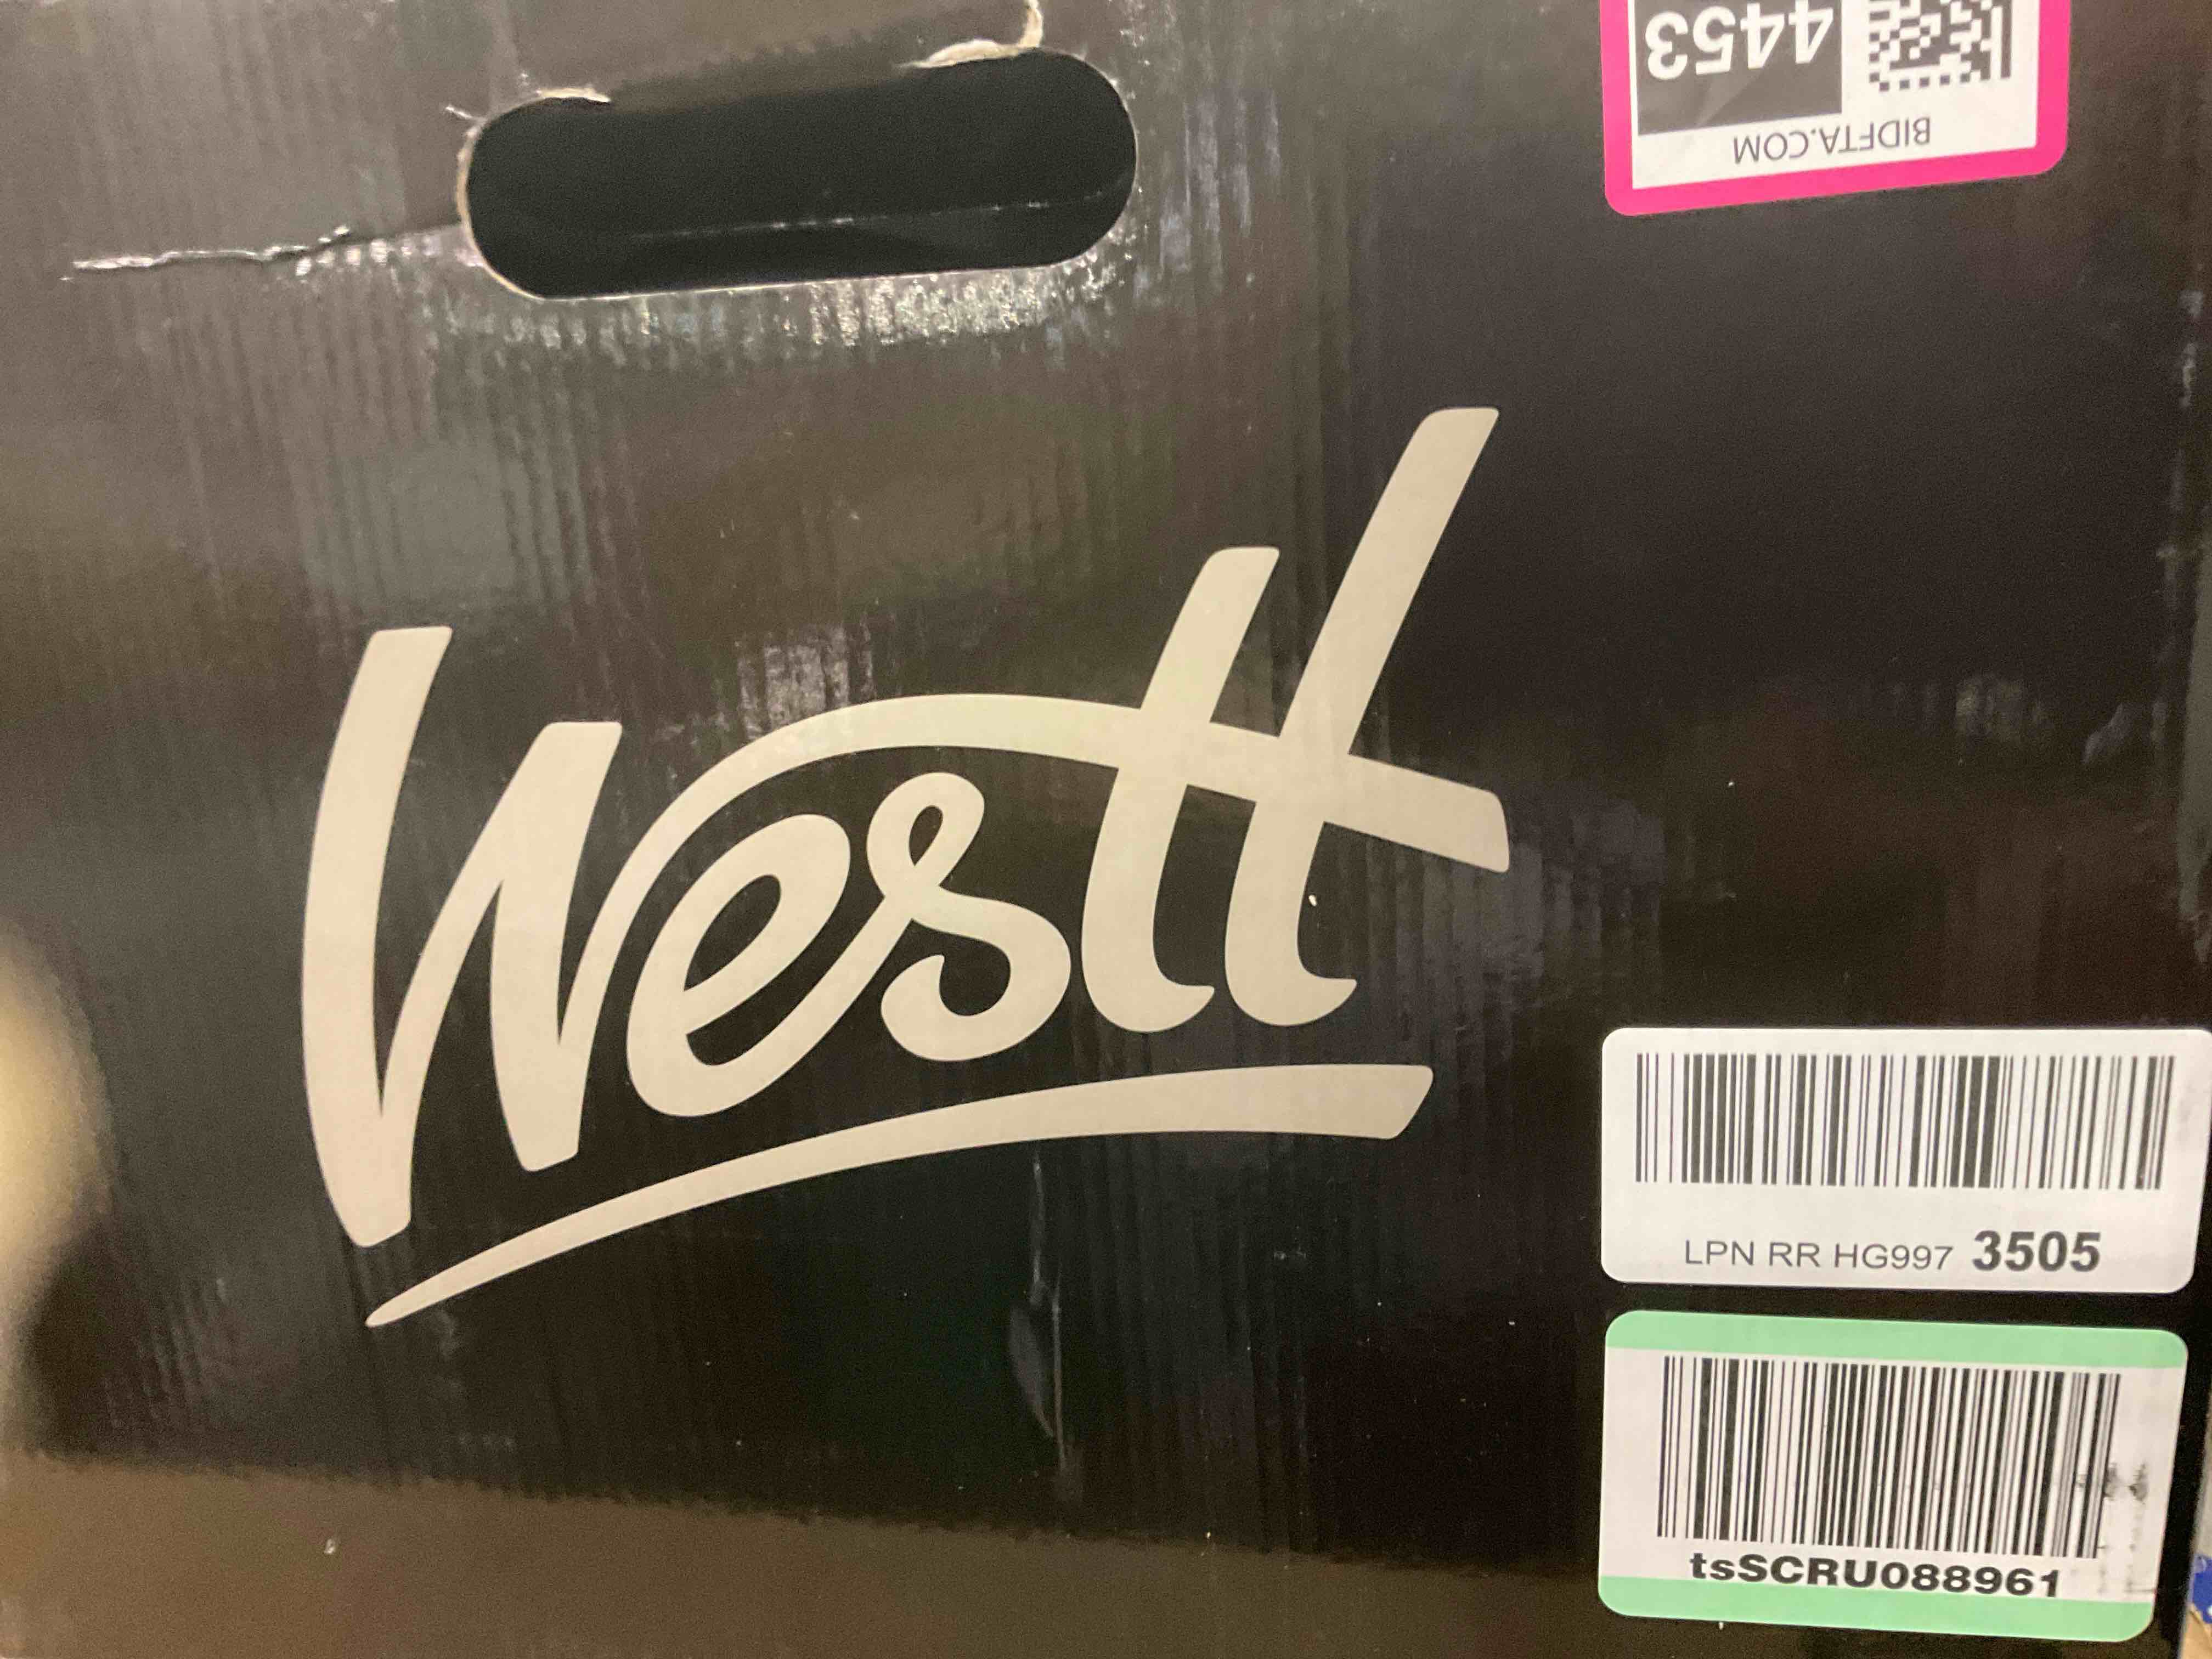 4453
BIDFTA.COM
Westt
LPN RR HG997 3505
tsSCRU088961